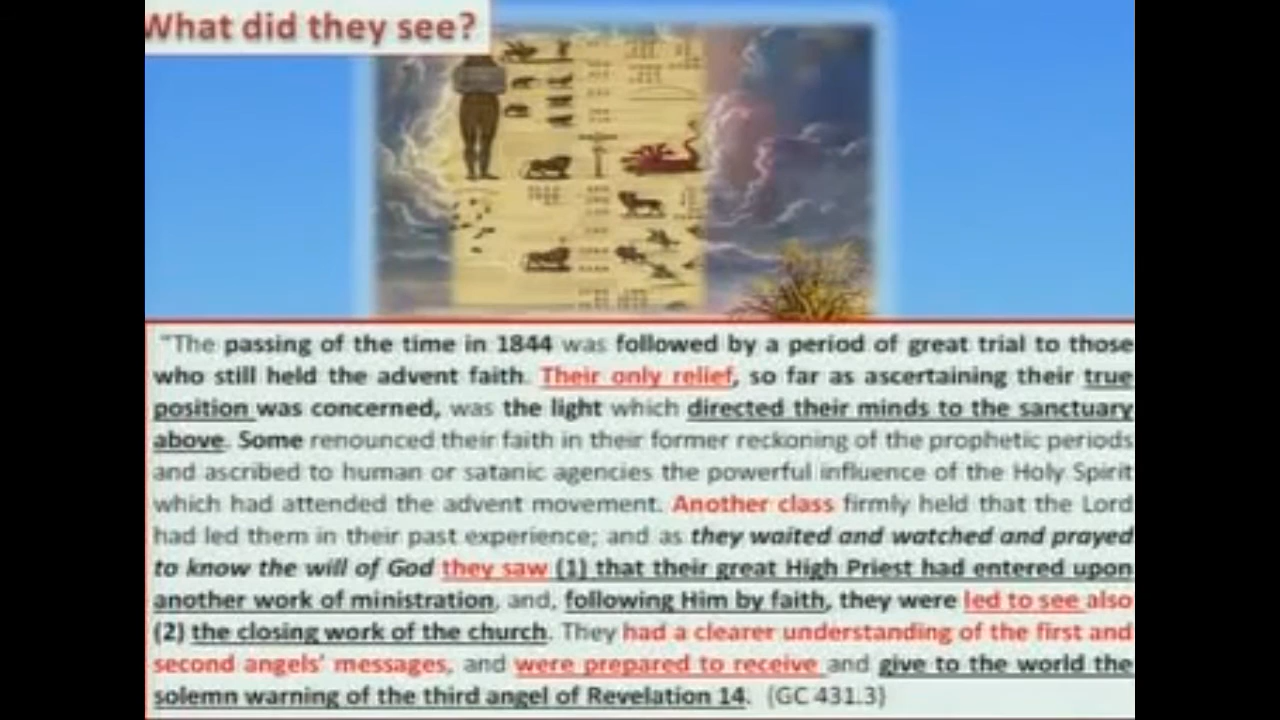 What did they see?
"The passing of the time in 1844 was followed by a period of great trial to those
who still held the advent faith. Their only relief, so far as ascertaining their true
position was concerned, was the light which directed their minds to the sanctuary
above. Some renounced their faith in their former reckoning of the prophetic periods
and ascribed to human or satanic agencies the powerful influence of the Holy Spirit
which had attended the advent movement. Another class firmly held that the Lord
had led them in their past experience; and as they waited and watched and prayed
to know the will of God they saw (1) that their great High Priest had entered upon
another work of ministration, and, following Him by faith, they were led to see also
(2) the closing work of the church. They had a clearer understanding of the first and
second angels' messages, and were prepared to receive and give to the world the
solemn warning of the third angel of Revelation 14. {GC 431.3}